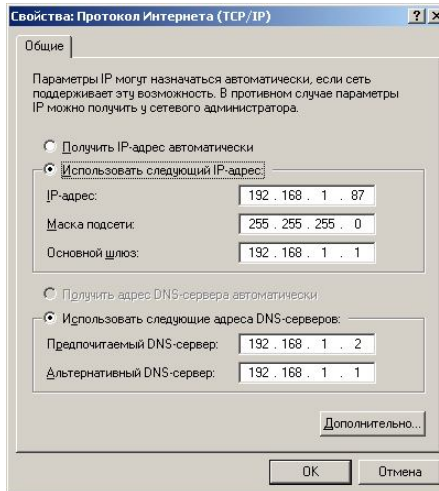 Свойства: Протокол Интернета (TCP/IP)
Общие
Параметры IP могут назначаться автоматически, если сеть
поддерживает эту возможность. В противном случае параметры
IP можно получить у сетевого администратора.
Получить IP-адрес автоматически
Использовать следующий IP-адрес:
IP-адрес: 192 . 168 . 1 . 87
Маска подсети: 255 . 255 . 255 . 0
Основной шлюз: 192 . 168 . 1 . 1
Получить адрес DNS-сервера автоматически
Использовать следующие адреса DNS-серверов:
Предпочитаемый DNS-сервер: 192 . 168 . 1 . 2
Альтернативный DNS-сервер: 192 . 168 . 1 . 1
Дополнительно...
OK Отмена